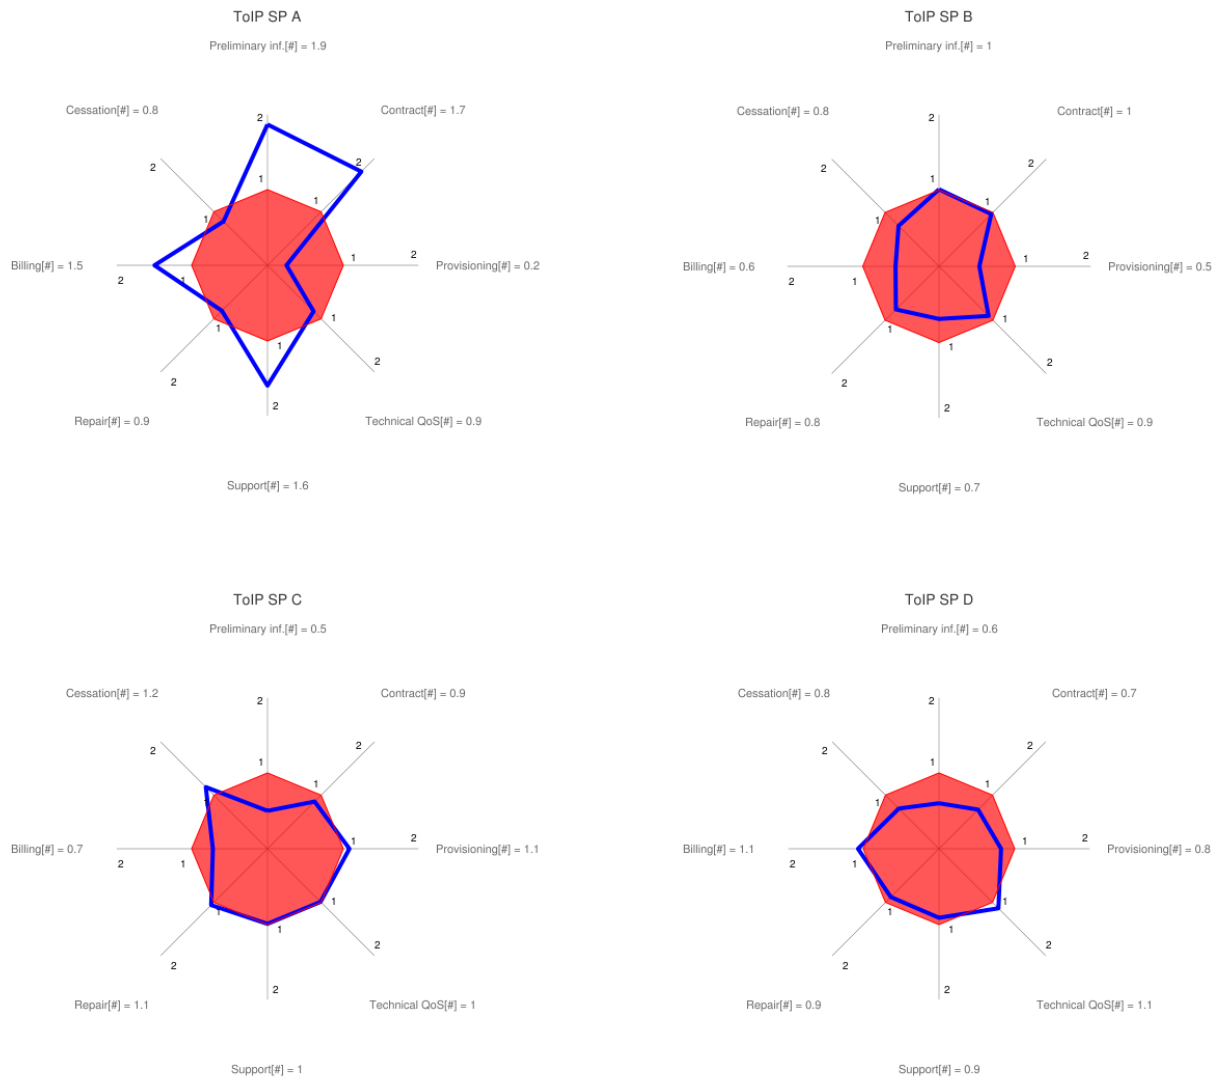 ToIP SP A
Preliminary inf.[#] = 1.9
Cessation[#] = 0.8
Contract[#] = 1.7
2
2
2
1
1
1
Billing[#] = 1.5
2
1
1
2
Provisioning[#] = 0.2
1
1
1
2
2
2
Repair[#] = 0.9
Technical QoS[#] = 0.9
Support[#] = 1.6
ToIP SP B
Preliminary inf.[#] = 1
Cessation[#] = 0.8
Contract[#] = 1
2
2
2
1
1
1
Billing[#] = 0.6
2
1
1
2
Provisioning[#] = 0.5
1
1
1
2
2
2
Repair[#] = 0.8
Technical QoS[#] = 0.9
Support[#] = 0.7
ToIP SP C
Preliminary inf.[#] = 0.5
Cessation[#] = 1.2
Contract[#] = 0.9
2
2
2
1
1
1
Billing[#] = 0.7
2
1
1
2
Provisioning[#] = 1.1
1
1
1
2
2
2
Repair[#] = 1.1
Technical QoS[#] = 1
Support[#] = 1
ToIP SP D
Preliminary inf.[#] = 0.6
Cessation[#] = 0.8
Contract[#] = 0.7
2
2
2
1
1
1
Billing[#] = 1.1
2
1
1
2
Provisioning[#] = 0.8
1
1
1
2
2
2
Repair[#] = 0.9
Technical QoS[#] = 1.1
Support[#] = 0.9